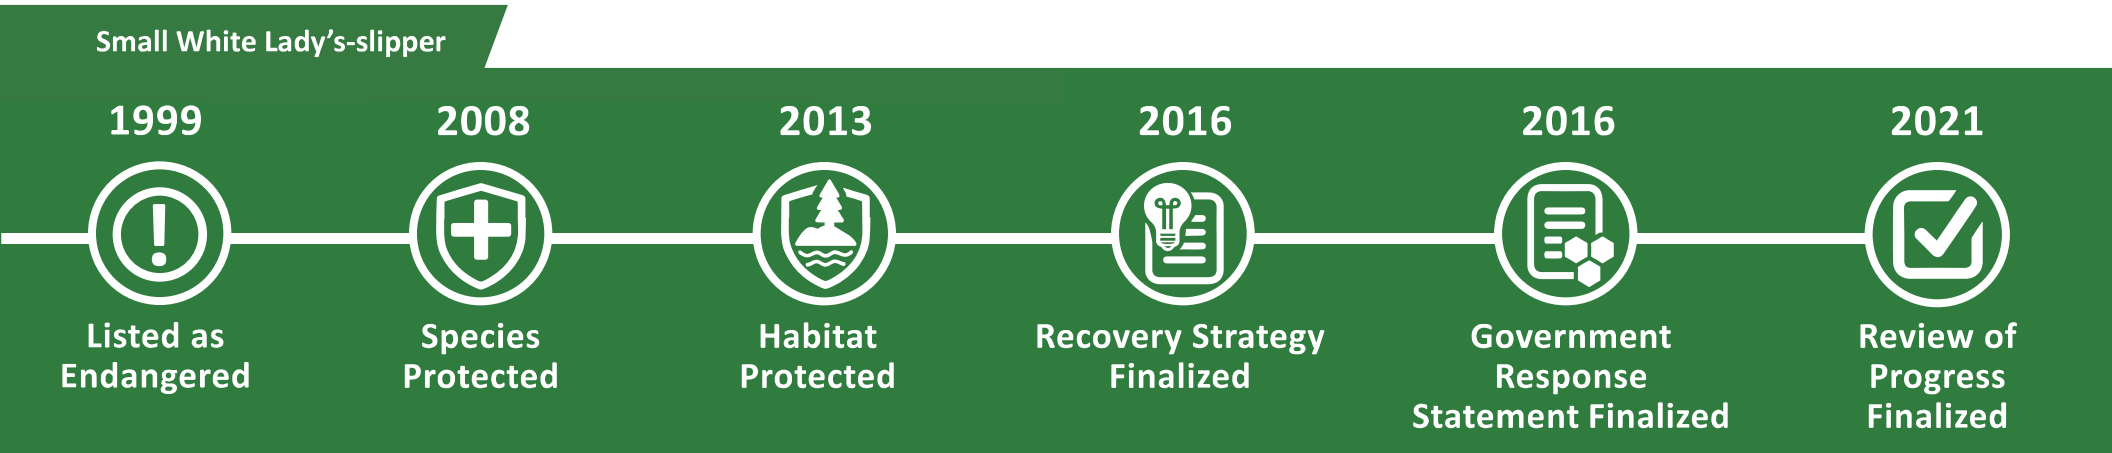 Small White Lady’s-slipper
1999
Listed as
Endangered
2008
Species
Protected
2013
Habitat
Protected
2016
Recovery Strategy
Finalized
2016
Government
Response
Statement Finalized
2021
Review of
Progress
Finalized